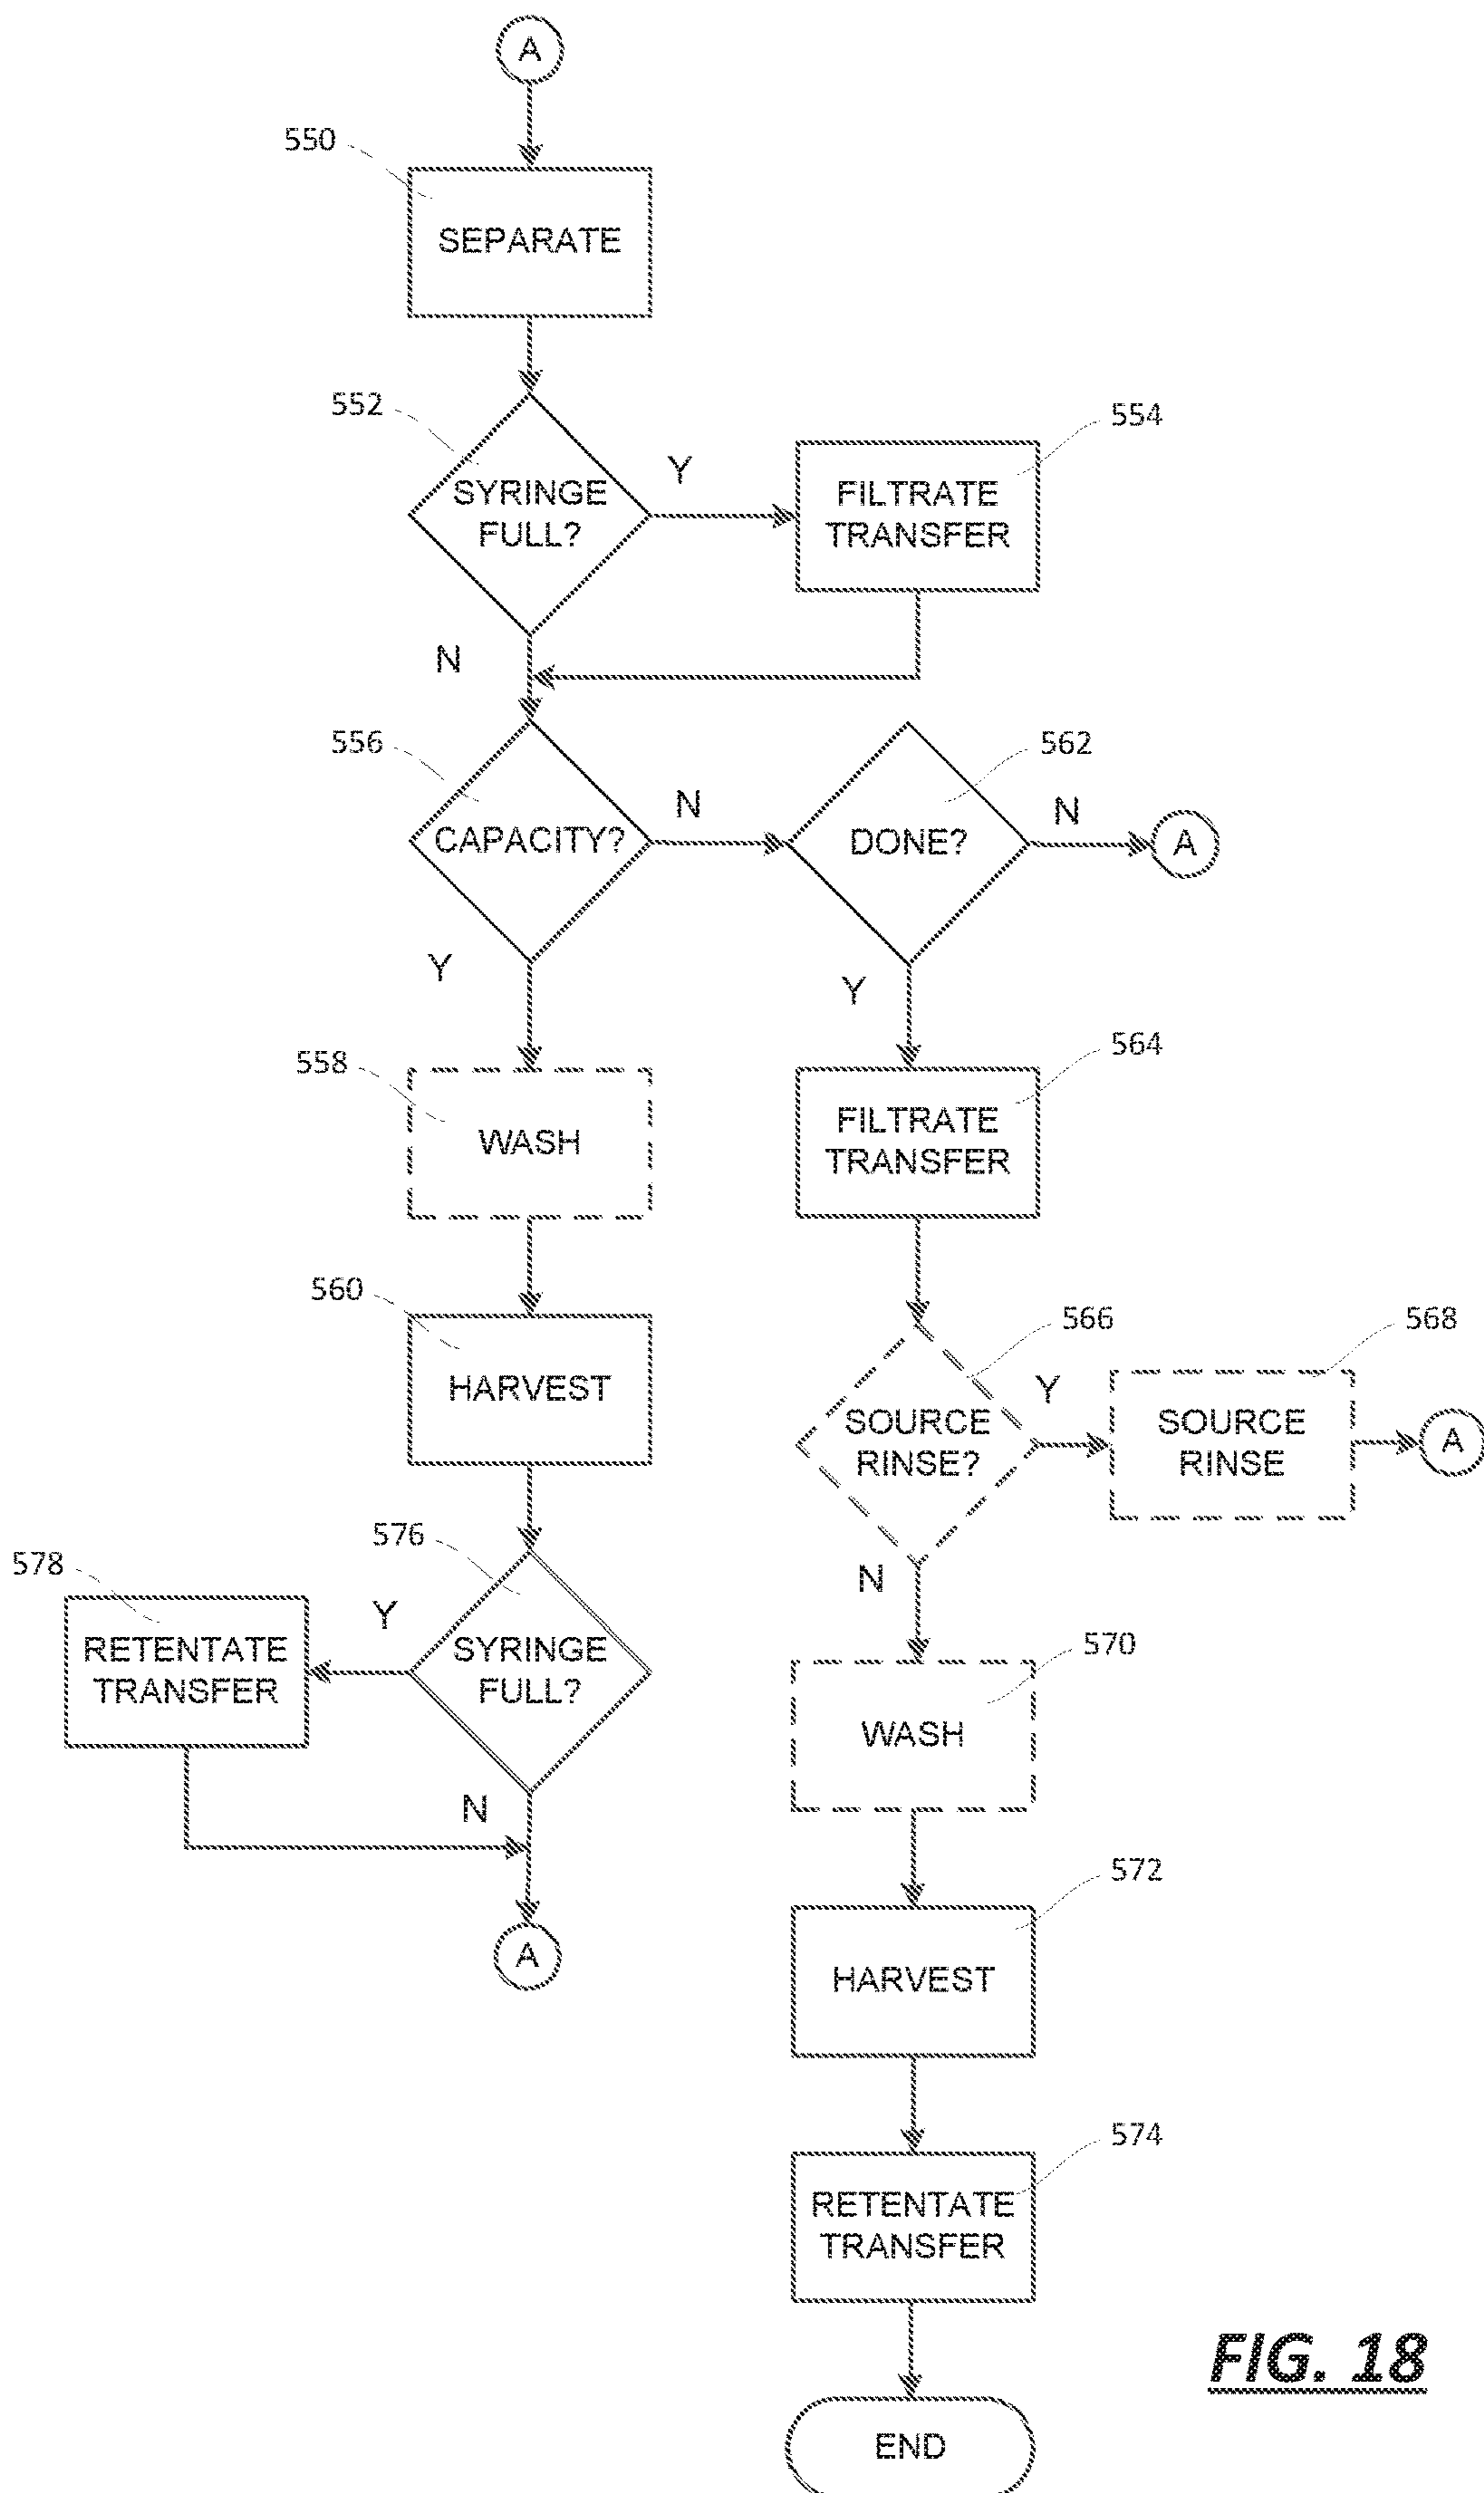 A
550
SEPARATE
552
SYRINGE
FULL?
Y
554
FILTRATE
TRANSFER
N
556
CAPACITY?
N
562
DONE?
N
A
Y
Y
558
WASH
564
FILTRATE
TRANSFER
560
HARVEST
566
SOURCE
RINSE?
Y
568
SOURCE
RINSE
A
N
576
SYRINGE
FULL?
Y
578
RETENTATE
TRANSFER
N
A
570
WASH
572
HARVEST
574
RETENTATE
TRANSFER
END
FIG. 18